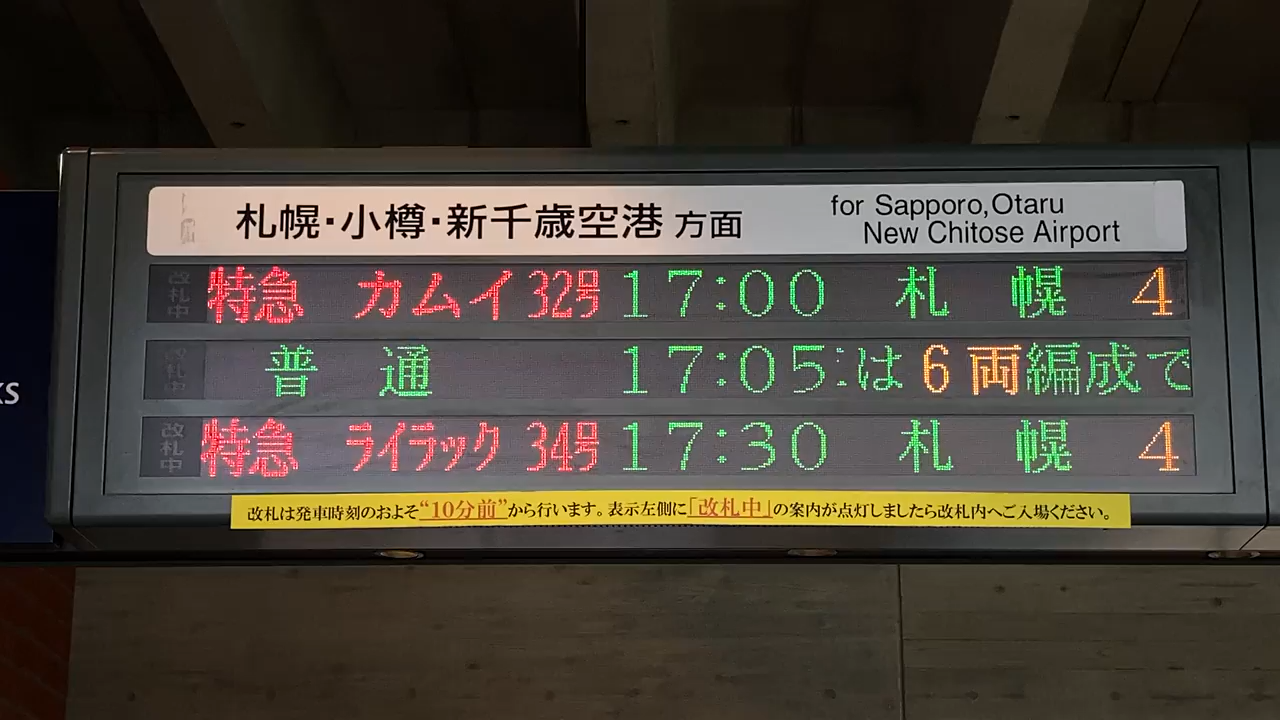 札幌・小樽・新千歳空港 方面
for Sapporo,Otaru
New Chitose Airport
改札中 特急 カムイ 32号 17:00 札幌 4
改札中 普通 17:05 は 6 両編成で
改札中 特急 ライラック 34号 17:30 札幌 4
改札は発車時刻のおよそ“10分前”から行います。表示左側に「改札中」の案内が点灯しましたら改札内へご入場ください。
KS